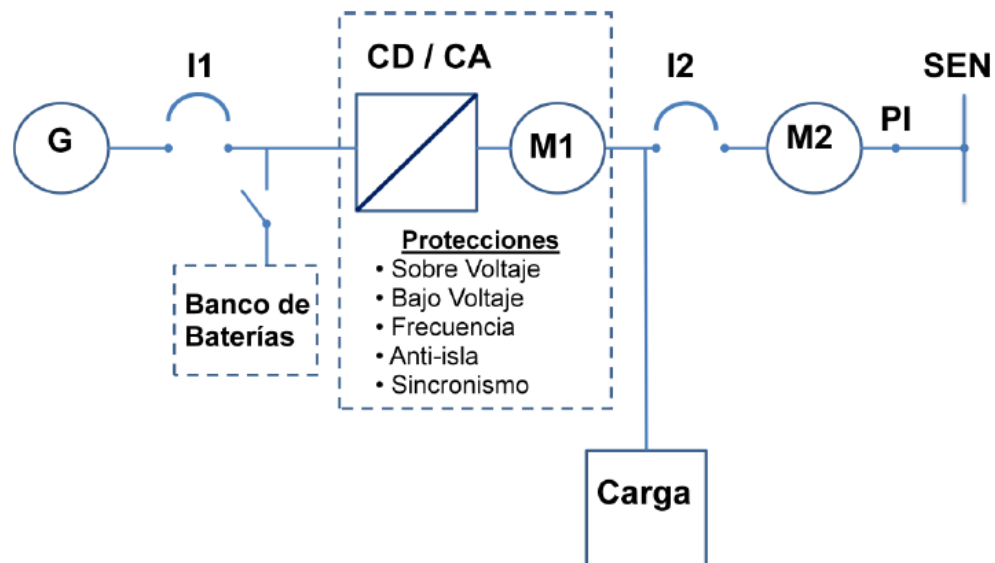 I1
CD / CA
I2
SEN
G
M1
M2
PI
Protecciones
• Sobre Voltaje
• Bajo Voltaje
• Frecuencia
• Anti-isla
• Sincronismo
Banco de
Baterías
Carga